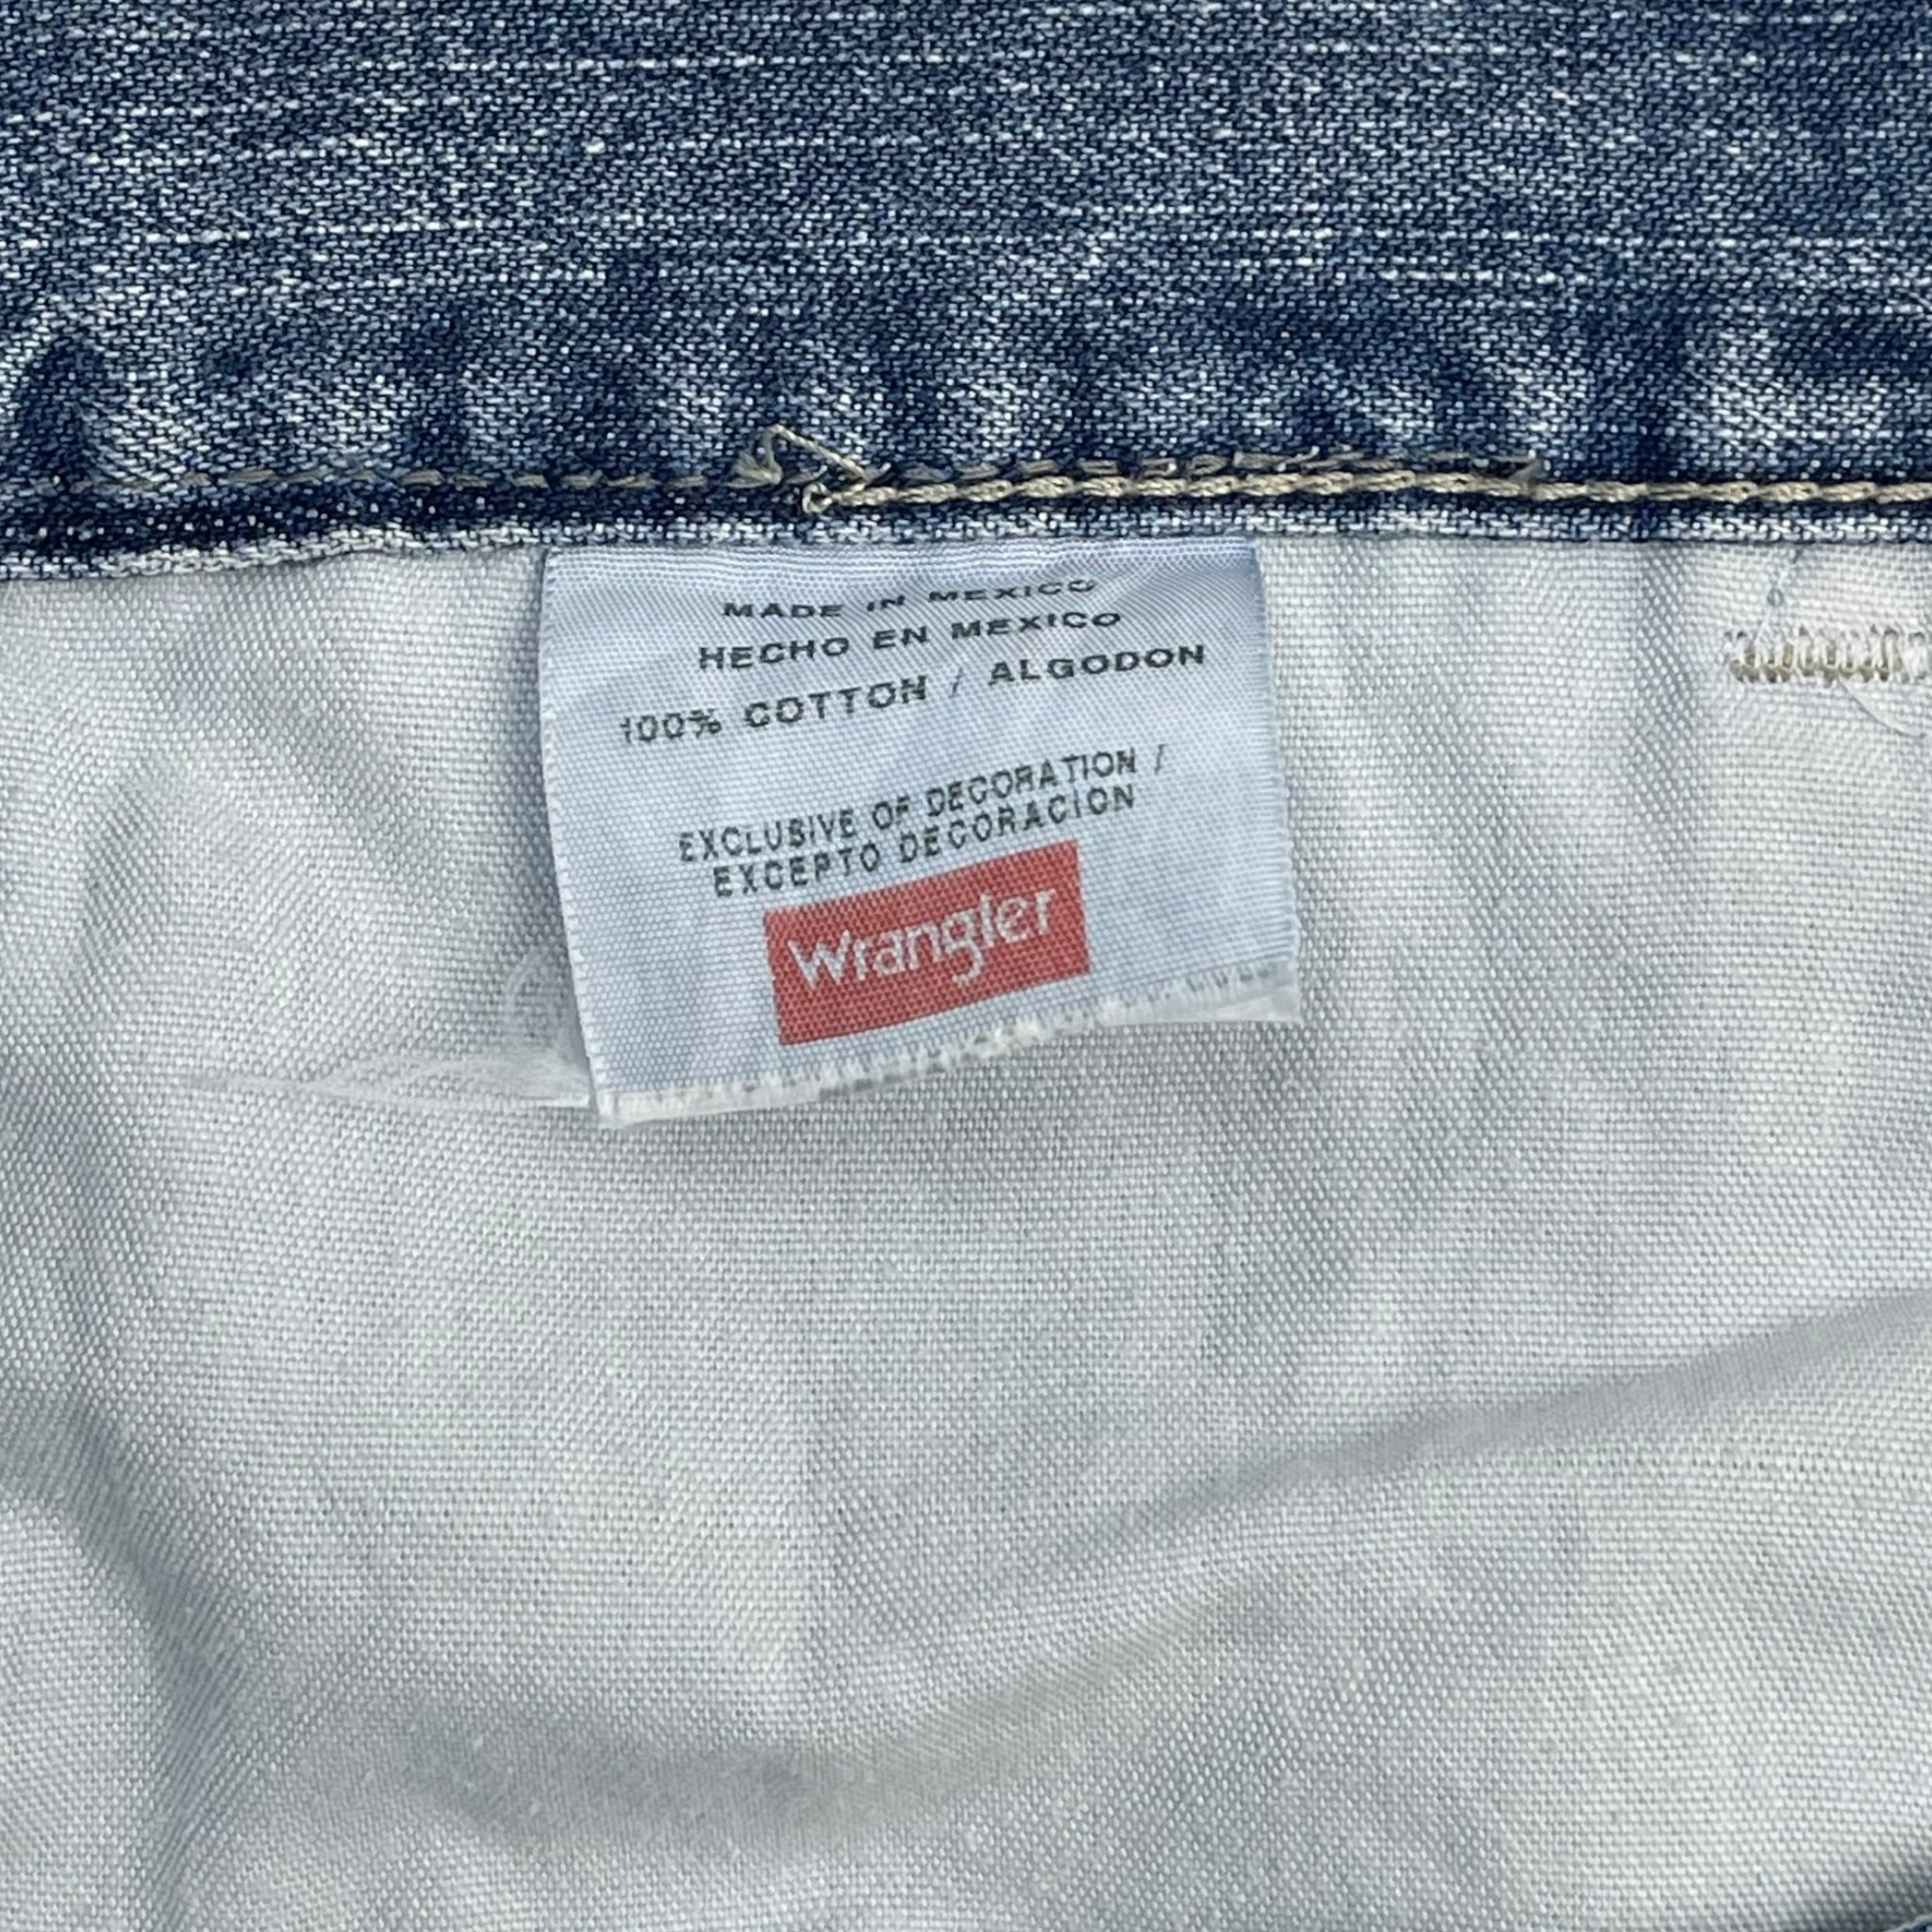 MADE IN MEXICO
HECHO EN MEXICO
100% COTTON / ALGODON
EXCLUSIVE OF DECORATION /
EXCEPTO DECORACION
Wrangler